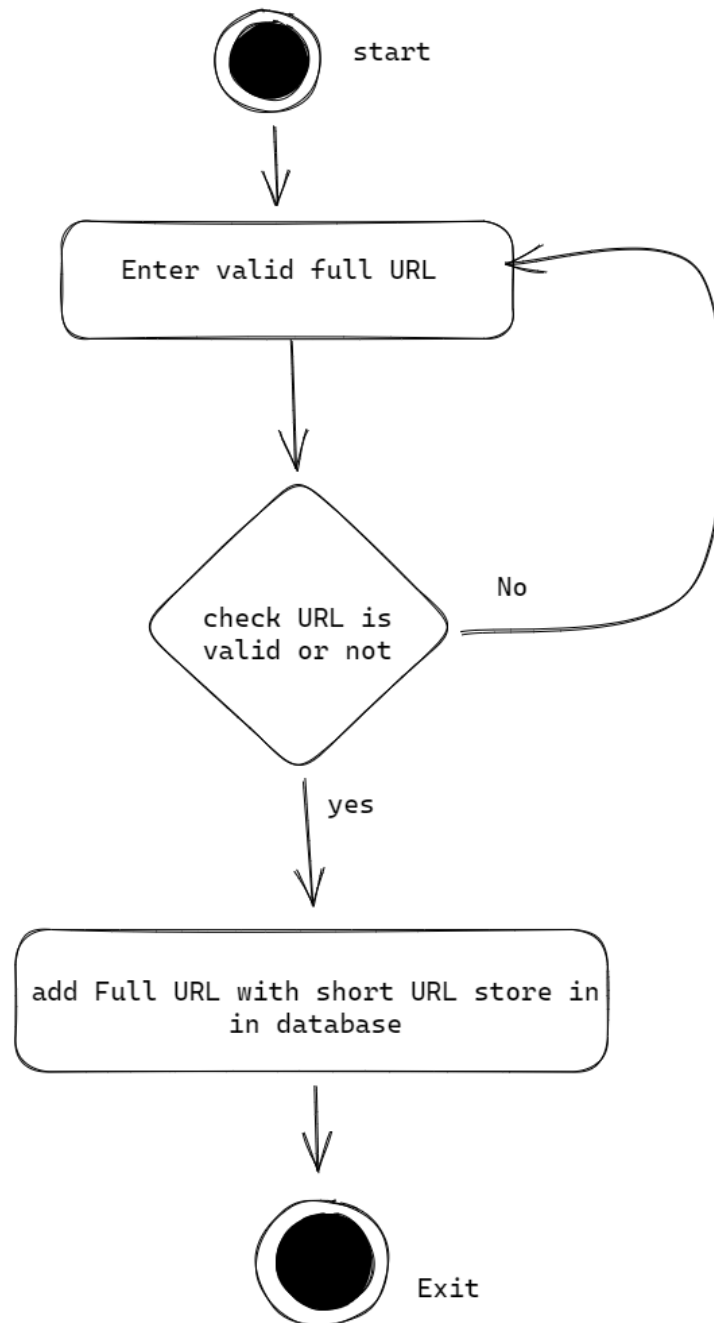 start
Enter valid full URL
check URL is
valid or not
No
yes
add Full URL with short URL store in
in database
Exit